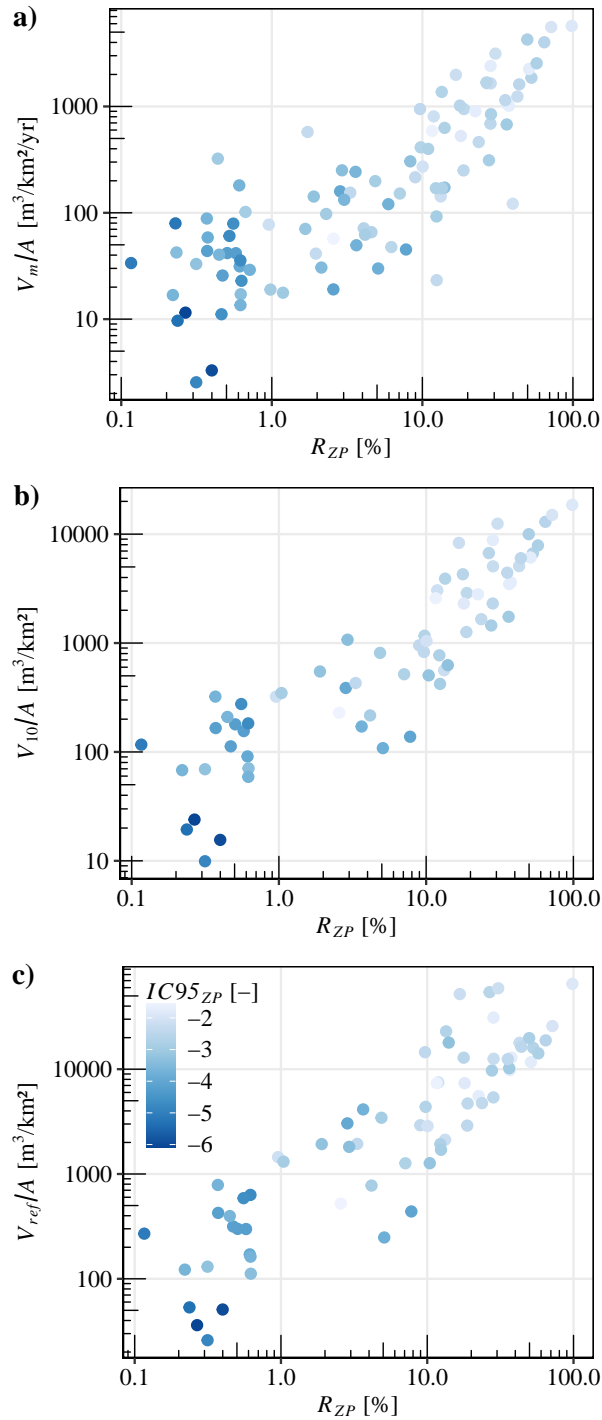 a)
1000
100
10
0.1 1.0 10.0 100.0
R_ZP [%]
V_m/A [m³/km²/yr]
b)
10000
1000
100
10
0.1 1.0 10.0 100.0
R_ZP [%]
V_10/A [m³/km²]
c)
IC95_ZP [–]
−2
−3
−4
−5
−6
10000
1000
100
0.1 1.0 10.0 100.0
R_ZP [%]
V_ref/A [m³/km²]